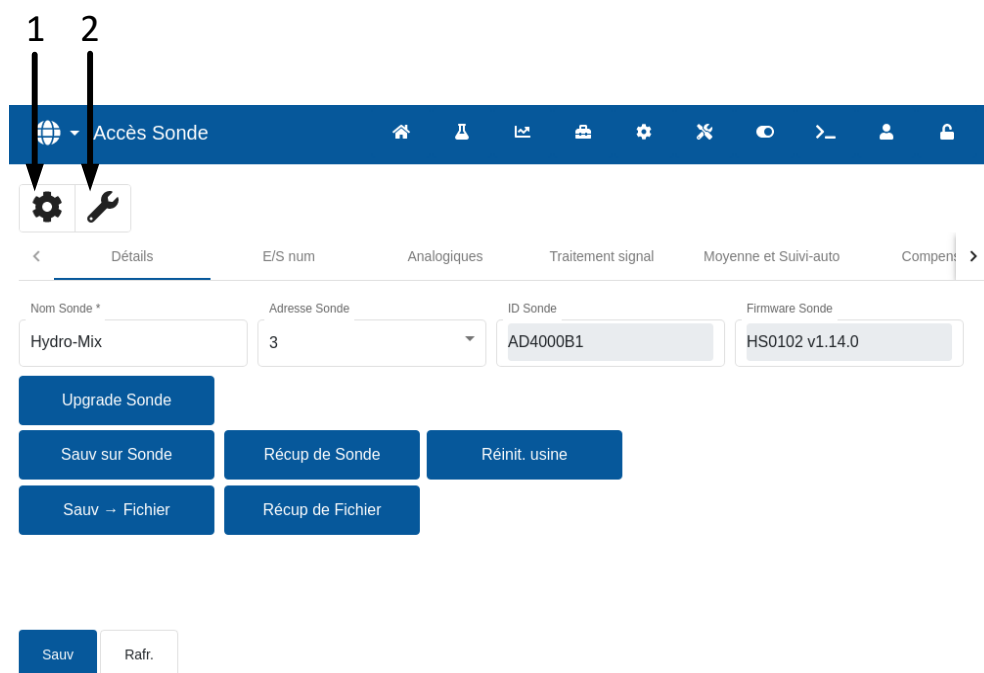 1 2
Accès Sonde
Détails E/S num Analogiques Traitement signal Moyenne et Suivi-auto Compens
Nom Sonde * Adresse Sonde ID Sonde Firmware Sonde
Hydro-Mix 3 AD4000B1 HS0102 v1.14.0
Upgrade Sonde
Sauv sur Sonde Récup de Sonde Réinit. usine
Sauv → Fichier Récup de Fichier
Sauv Rafr.